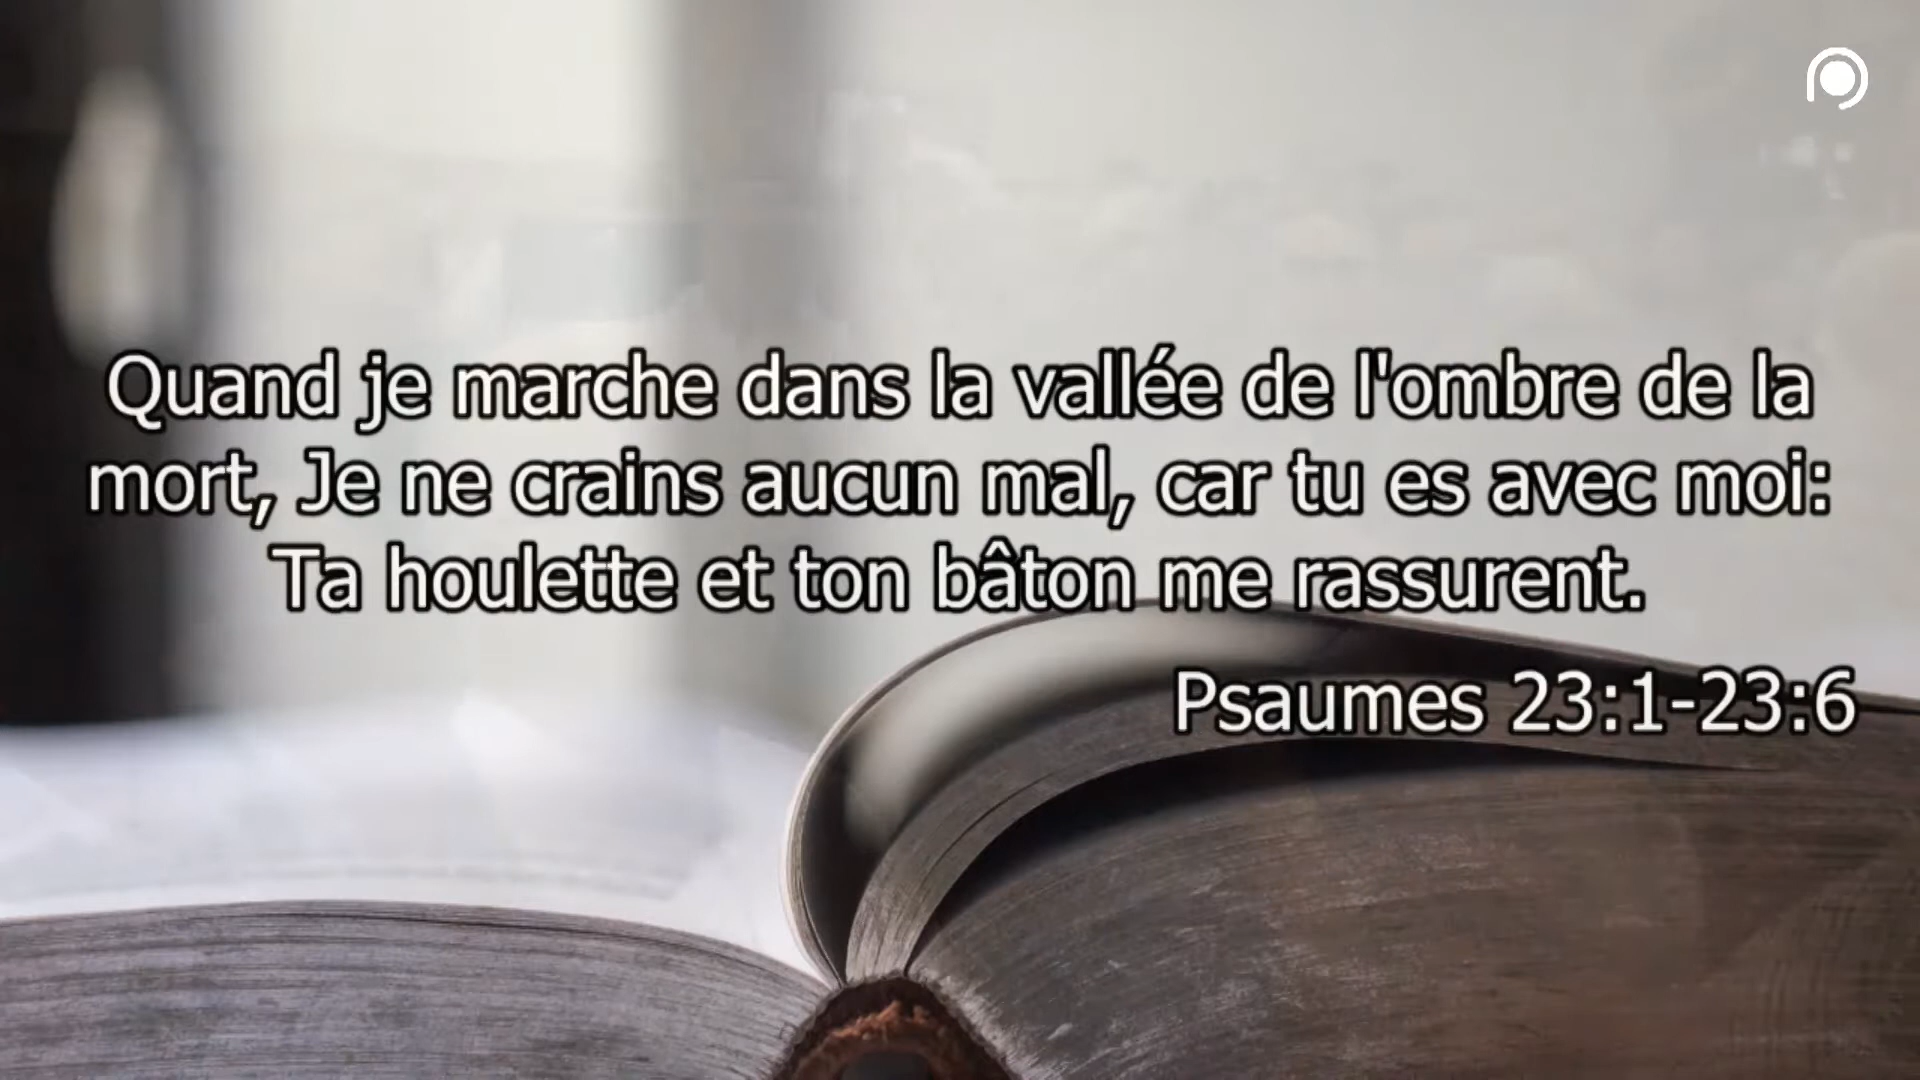 Quand je marche dans la vallée de l'ombre de la
mort, Je ne crains aucun mal, car tu es avec moi:
Ta houlette et ton bâton me rassurent.
Psaumes 23:1-23:6